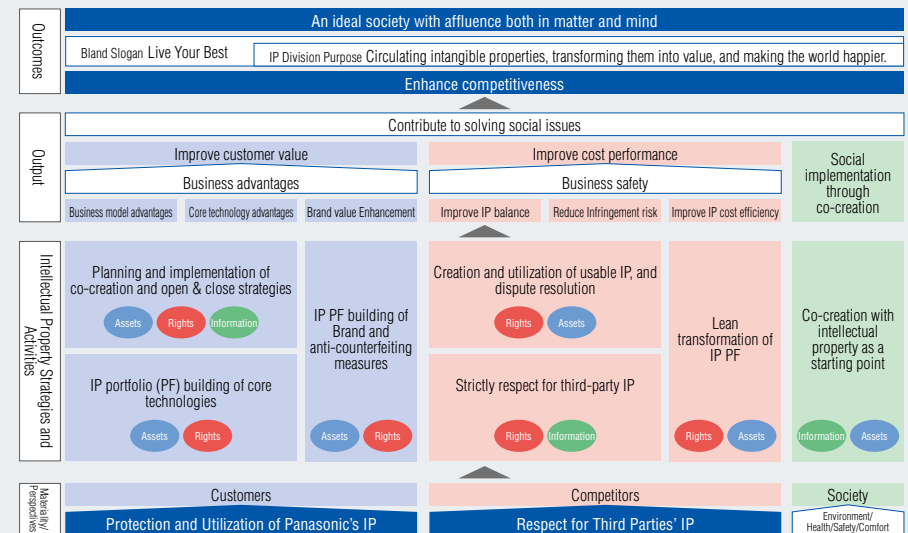 Outcomes
An ideal society with affluence both in matter and mind
Bland Slogan Live Your Best
IP Division Purpose Circulating intangible properties, transforming them into value, and making the world happier.
Enhance competitiveness
Output
Contribute to solving social issues
Improve customer value
Business advantages
Business model advantages
Core technology advantages
Brand value Enhancement
Improve cost performance
Business safety
Improve IP balance
Reduce Infringement risk
Improve IP cost efficiency
Social
implementation
through
co-creation
Intellectual Property Strategies and
Activities
Planning and implementation of
co-creation and open & close strategies
Assets
Rights
Information
IP portfolio (PF) building of core
technologies
Assets
Rights
IP PF building of
Brand and
anti-counterfeiting
measures
Assets
Rights
Creation and utilization of usable IP, and
dispute resolution
Rights
Assets
Strictly respect for third-party IP
Rights
Information
Lean
transformation of
IP PF
Rights
Assets
Co-creation with
intellectual
property as a
starting point
Information
Assets
Materiality/
Perspectives
Customers
Protection and Utilization of Panasonic's IP
Competitors
Respect for Third Parties' IP
Society
Environment/
Health/Safety/Comfort